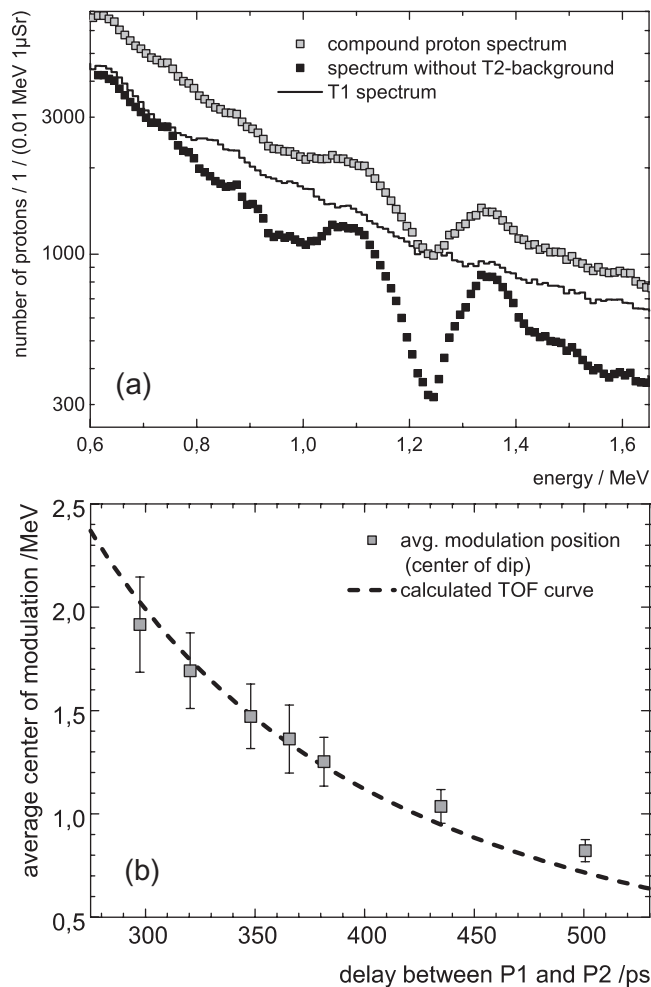 number of protons / 1 / (0.01 MeV 1µSr)
3000
1000
300
compound proton spectrum
spectrum without T2-background
T1 spectrum
(a)
0,6 0,8 1,0 1,2 1,4 1,6
energy / MeV
average center of modulation /MeV
2,5
2,0
1,5
1,0
0,5
avg. modulation position
(center of dip)
calculated TOF curve
(b)
300 350 400 450 500
delay between P1 and P2 /ps